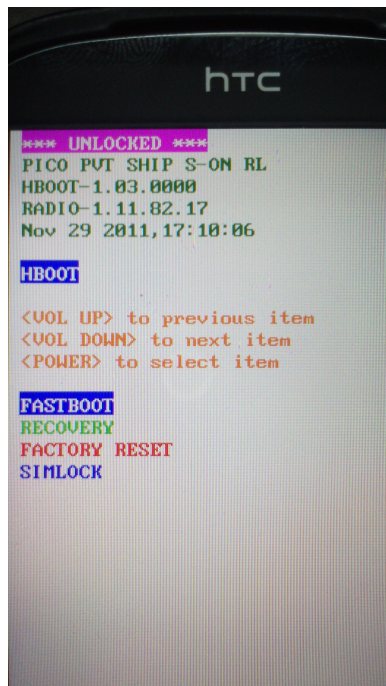 hTC
*** UNLOCKED ***
PICO PVT SHIP S-ON RL
HBOOT-1.03.0000
RADIO-1.11.82.17
Nov 29 2011,17:10:06
HBOOT
<VOL UP> to previous item
<VOL DOWN> to next item
<POWER> to select item
FASTBOOT
RECOVERY
FACTORY RESET
SIMLOCK